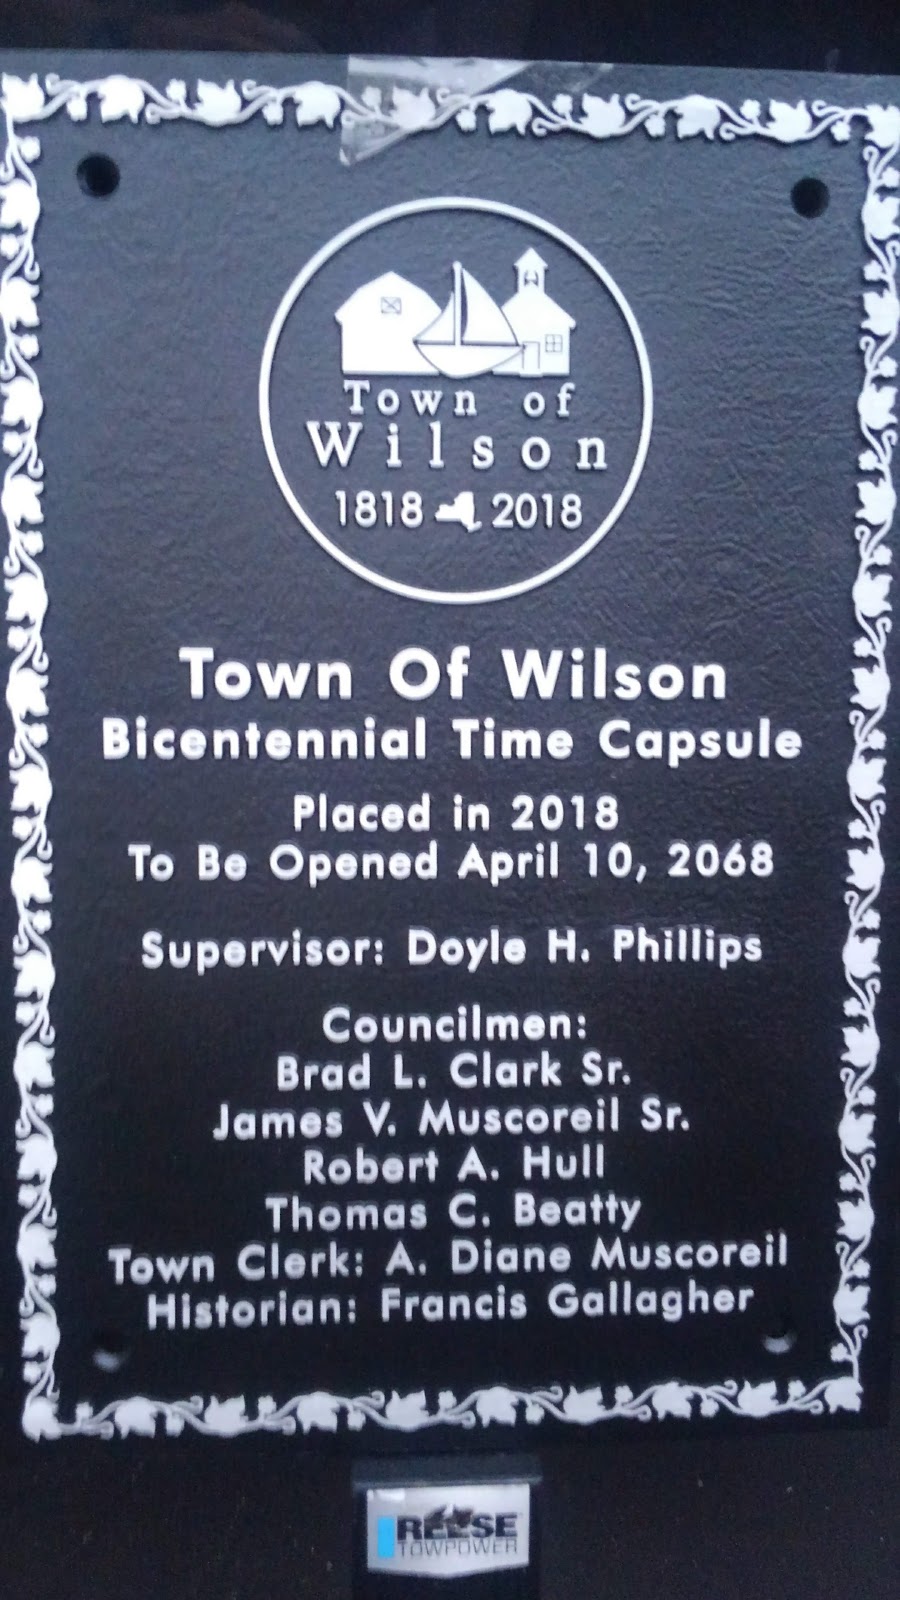 Town of
Wilson
1818 2018
Town Of Wilson
Bicentennial Time Capsule
Placed in 2018
To Be Opened April 10, 2068
Supervisor: Doyle H. Phillips
Councilmen:
Brad L. Clark Sr.
James V. Muscoreil Sr.
Robert A. Hull
Thomas C. Beatty
Town Clerk: A. Diane Muscoreil
Historian: Francis Gallagher
REESE
TOWPOWER